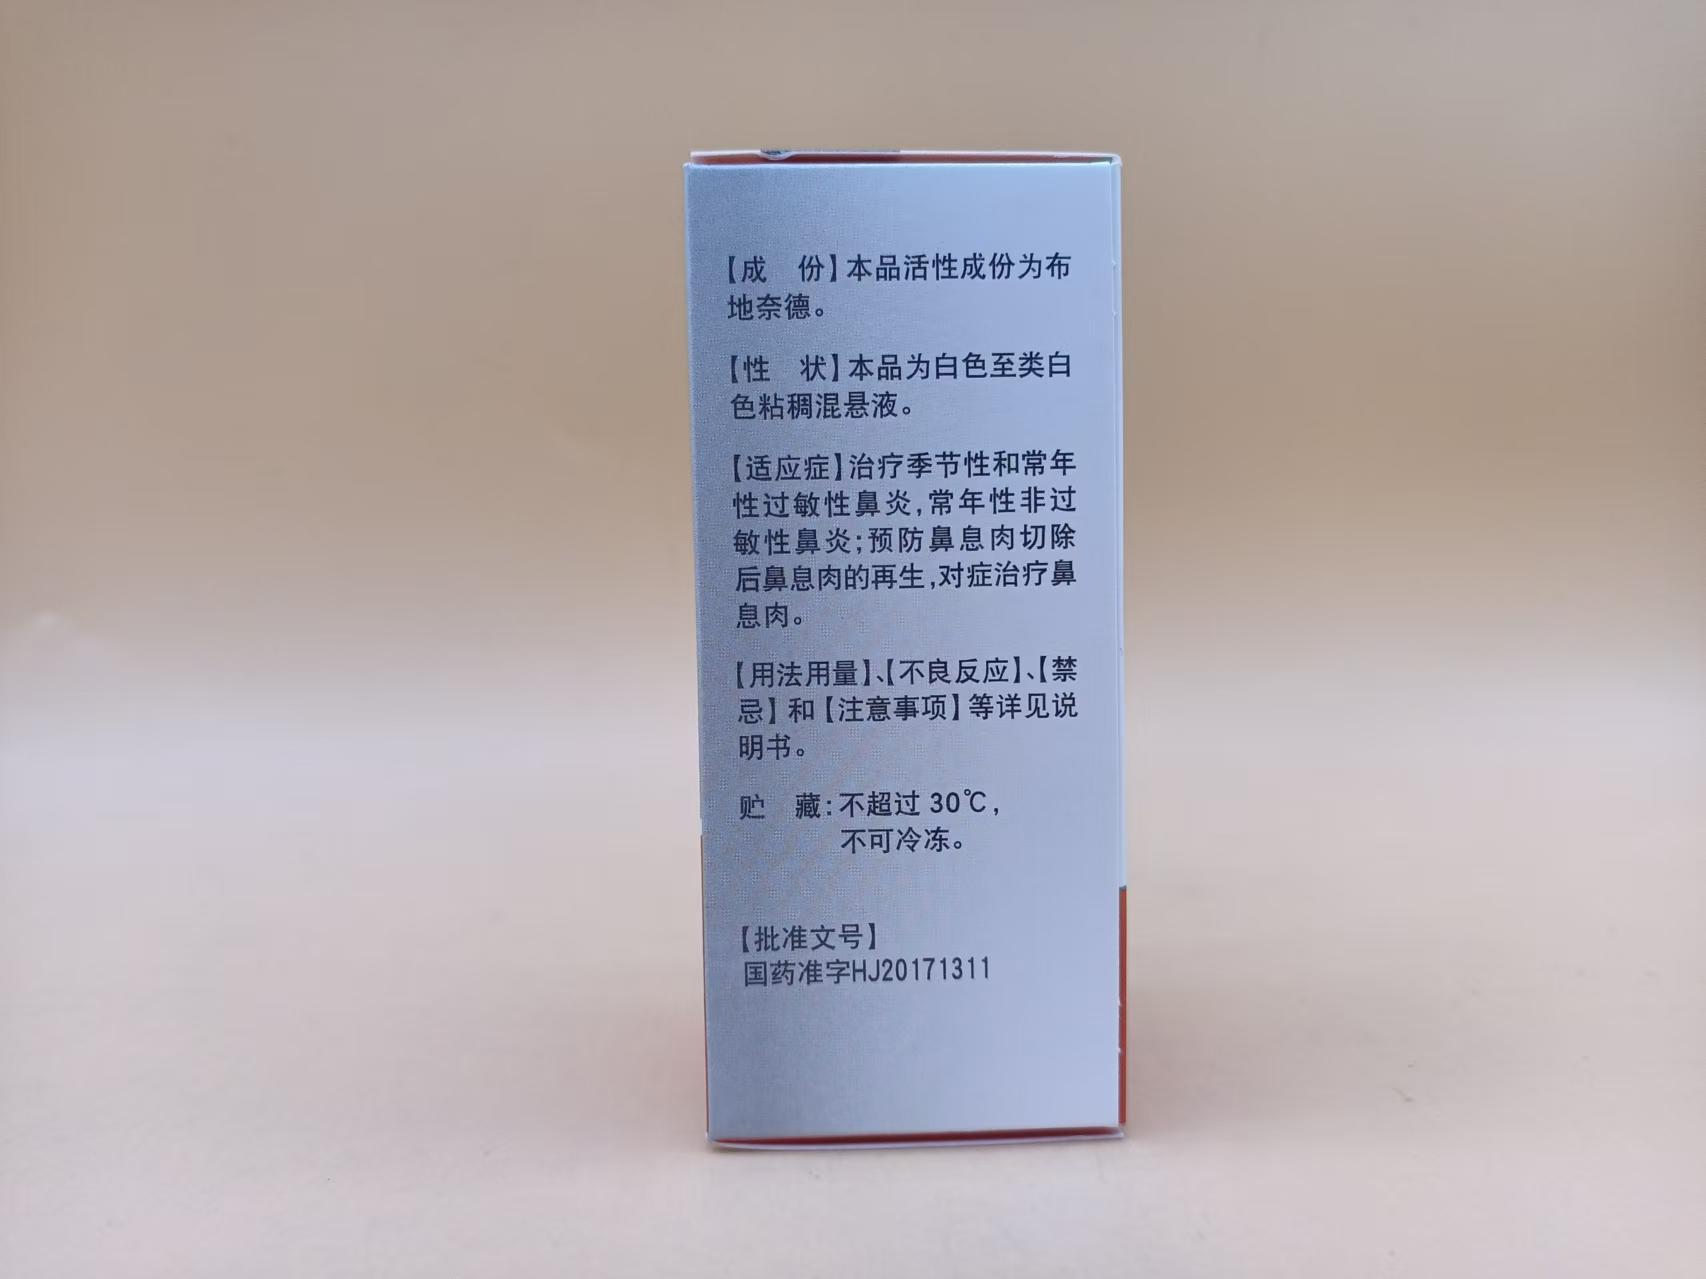 【成　份】本品活性成份为布
地奈德。
【性　状】本品为白色至类白
色粘稠混悬液。
【适应症】治疗季节性和常年
性过敏性鼻炎,常年性非过
敏性鼻炎;预防鼻息肉切除
后鼻息肉的再生,对症治疗鼻
息肉。
【用法用量】、【不良反应】、【禁
忌】和【注意事项】等详见说
明书。
贮　藏:不超过 30℃,
不可冷冻。
【批准文号】
国药准字HJ20171311